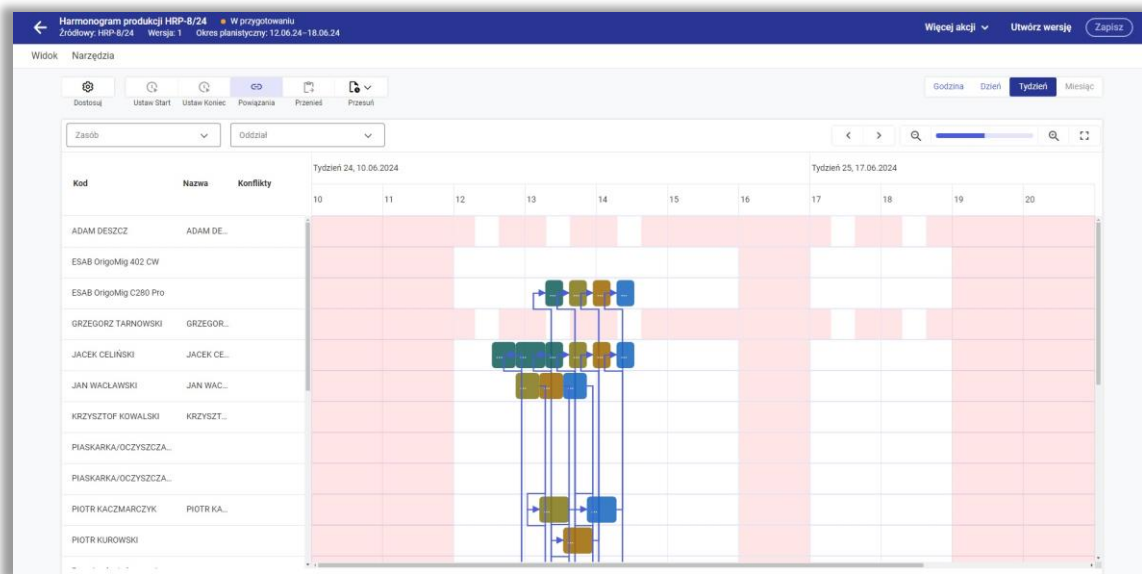 Harmonogram produkcji HRP-8/24 W przygotowaniu
Źródłowy: HRP-8/24 Wersja: 1 Okres planistyczny: 12.06.24–18.06.24
Więcej akcji Utwórz wersję Zapisz
Widok Narzędzia
Dostosuj Ustaw Start Ustaw Koniec Powiązania Przenieś Przesuń
Godzina Dzień Tydzień Miesiąc
Zasób Oddział
Tydzień 24, 10.06.2024 Tydzień 25, 17.06.2024
Kod Nazwa Konflikty
10 11 12 13 14 15 16 17 18 19 20
ADAM DESZCZ ADAM DE...
ESAB OrigoMig 402 CW
ESAB OrigoMig C280 Pro
GRZEGORZ TARNOWSKI GRZEGOR...
JACEK CELIŃSKI JACEK CE...
JAN WACŁAWSKI JAN WAC...
KRZYSZTOF KOWALSKI KRZYSZT...
PIASKARKA/OCZYSZCZA...
PIASKARKA/OCZYSZCZA...
PIOTR KACZMARCZYK PIOTR KA...
PIOTR KUROWSKI